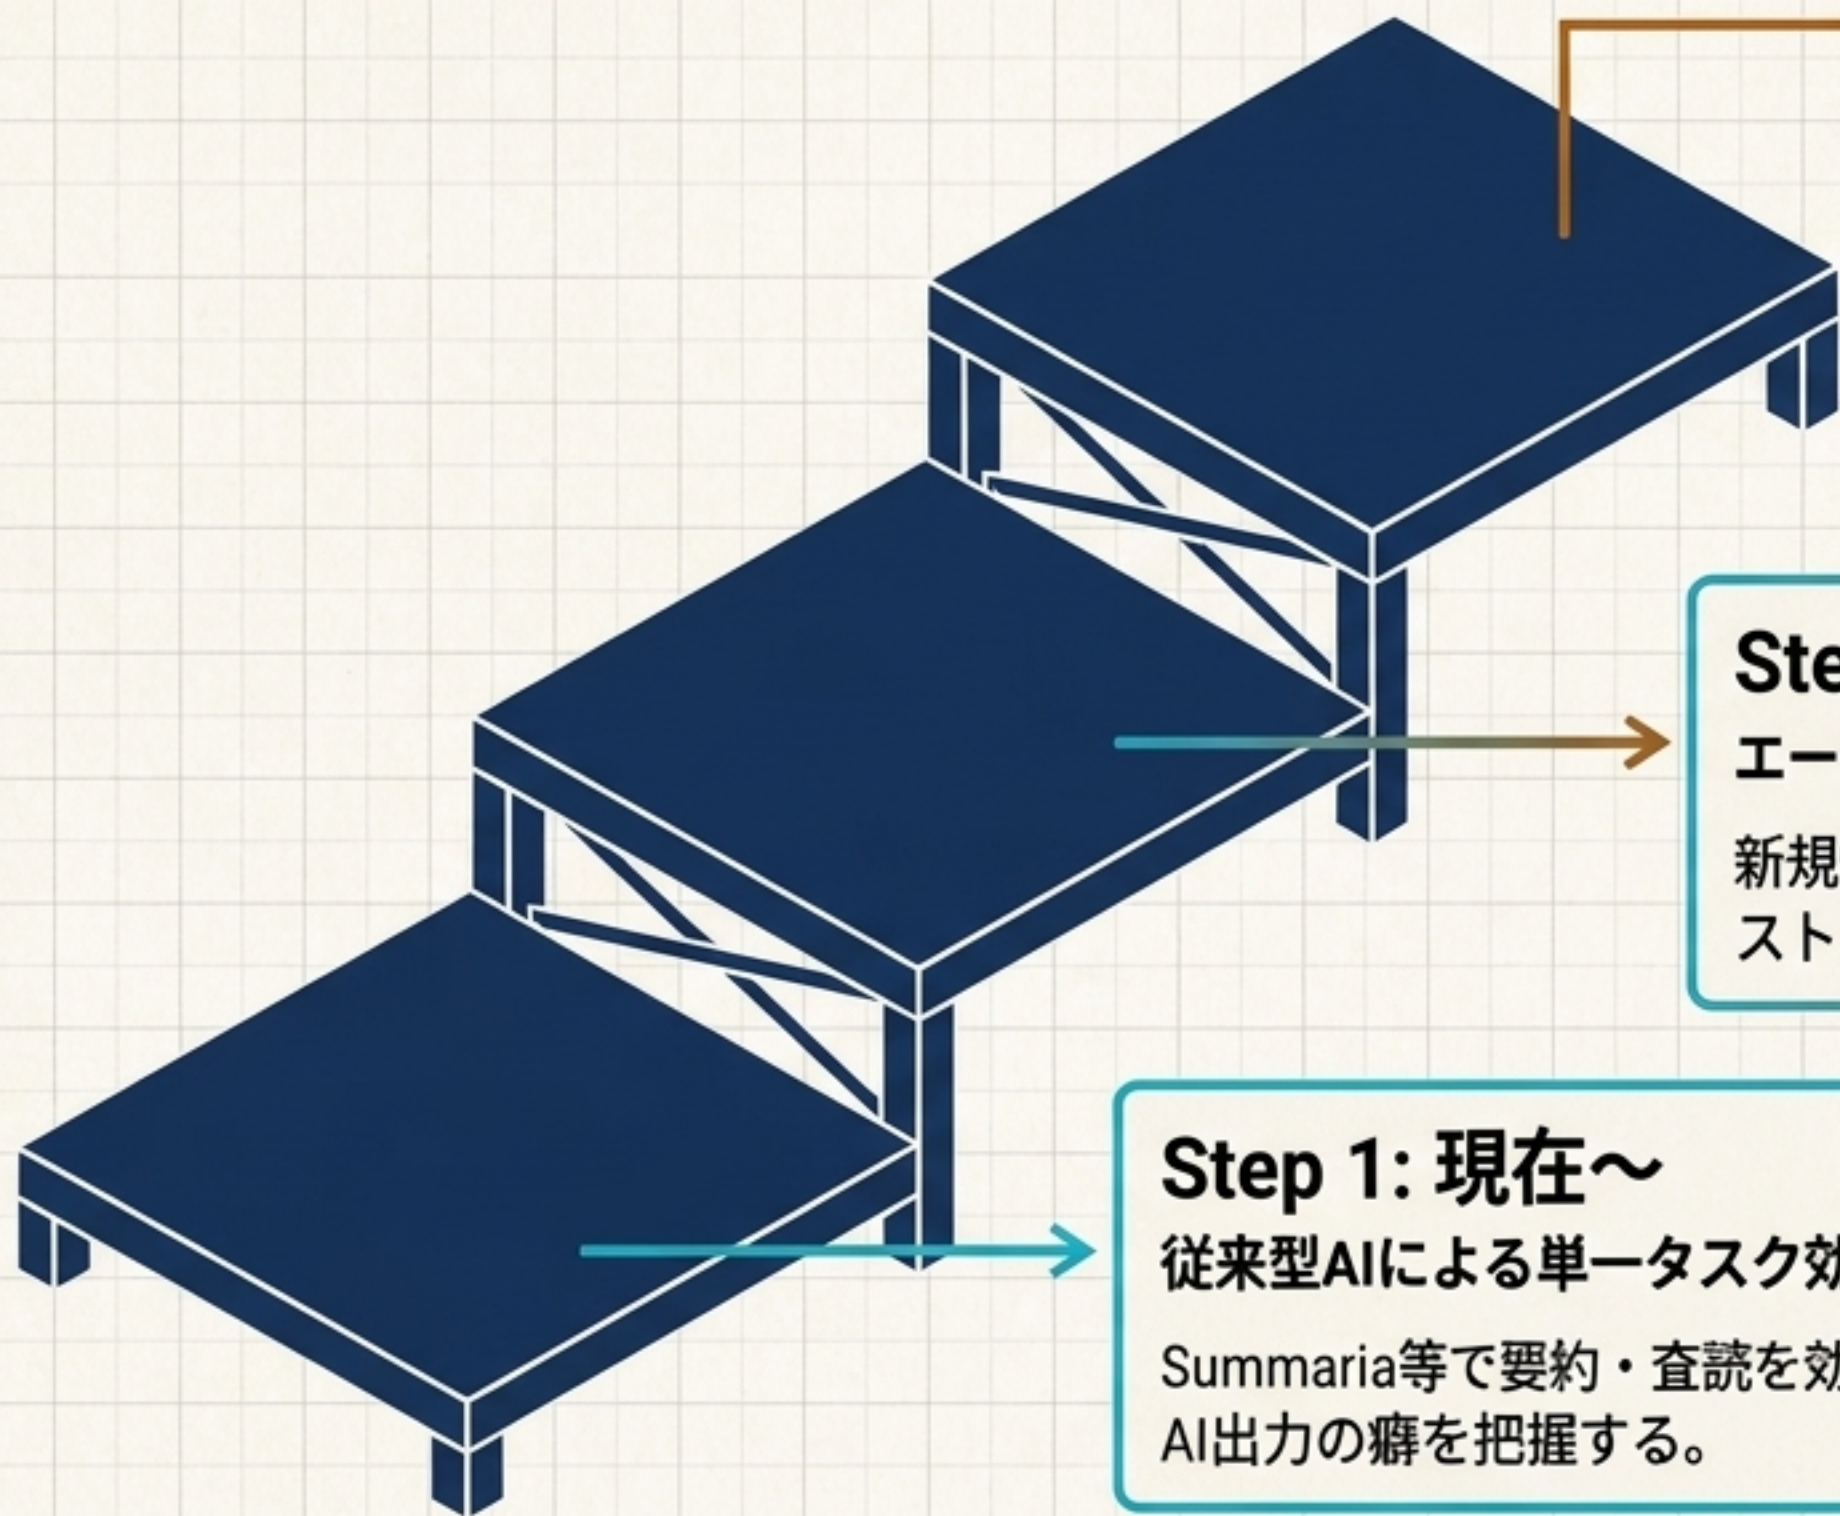 Ste
エー
新規
スト
Step 1: 現在～
従来型AIによる単一タスク効
Summaria等で要約・査読を効
AI出力の癖を把握する。